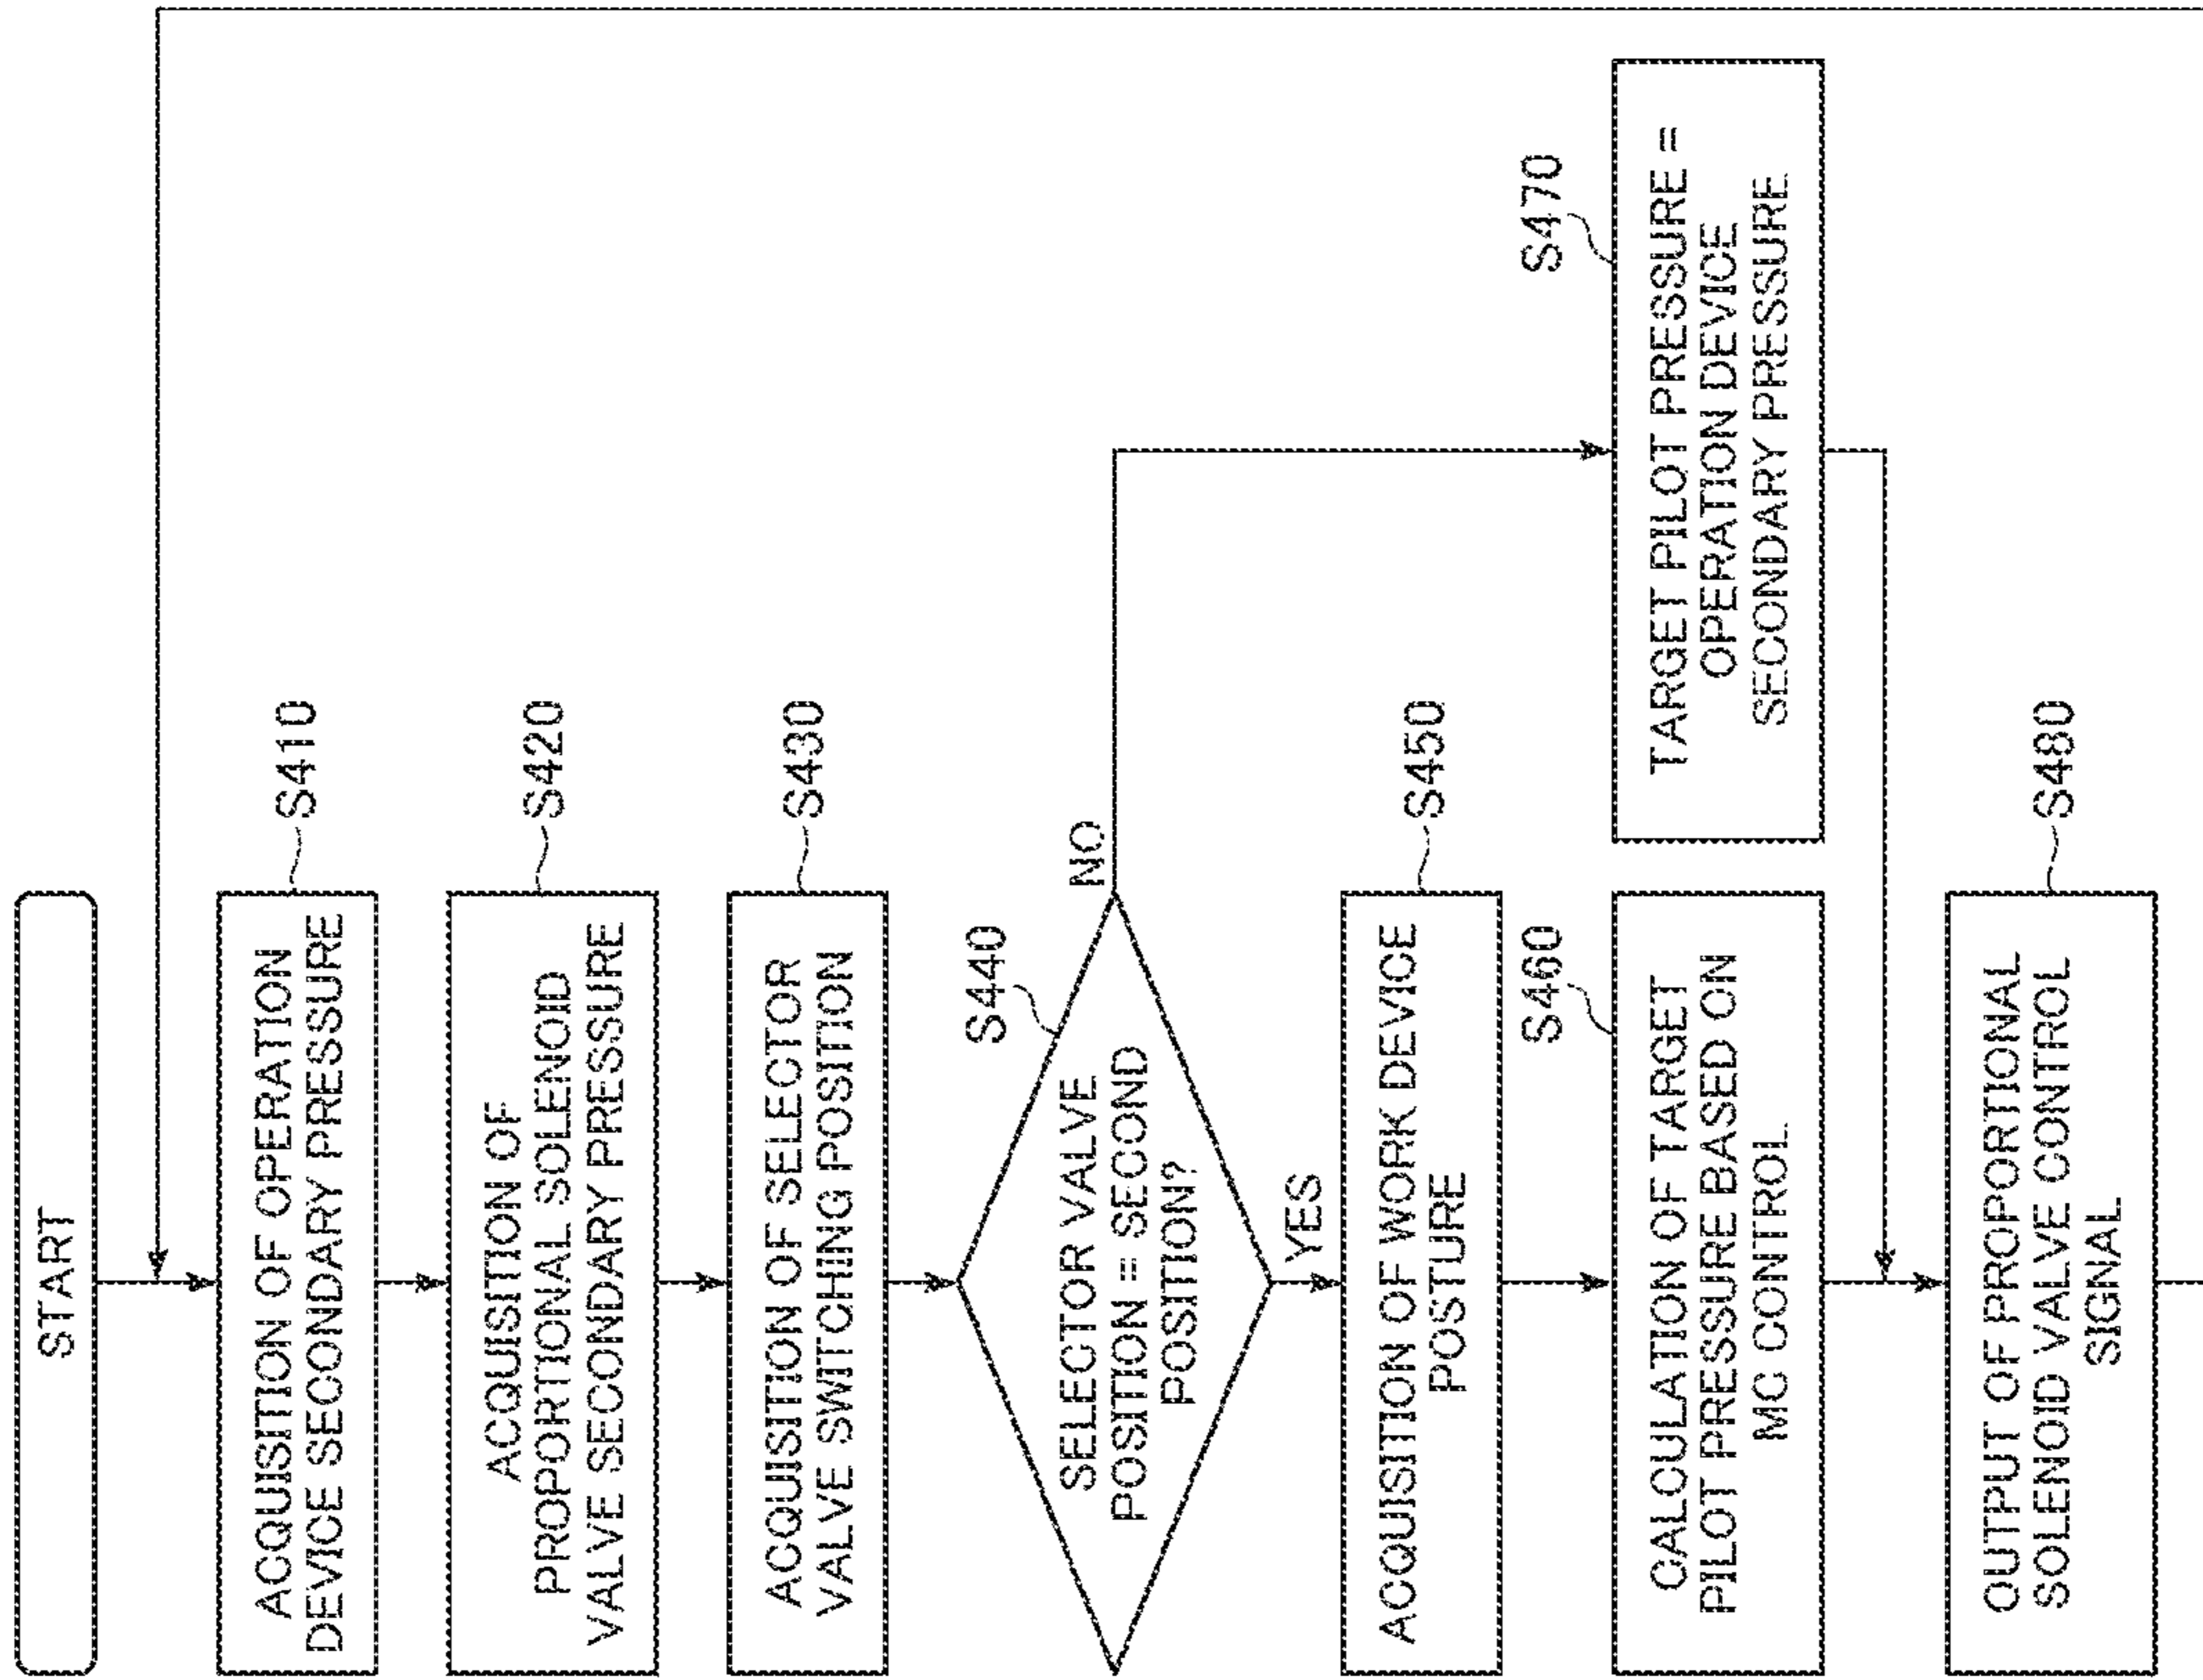 START
S410
ACQUISITION OF OPERATION
DEVICE SECONDARY PRESSURE
S420
ACQUISITION OF
PROPORTIONAL SOLENOID
VALVE SECONDARY PRESSURE
S430
ACQUISITION OF SELECTOR
VALVE SWITCHING POSITION
S440
SELECTOR VALVE
POSITION = SECOND
POSITION?
NO
YES
S450
ACQUISITION OF WORK DEVICE
POSTURE
S460
CALCULATION OF TARGET
PILOT PRESSURE BASED ON
MC CONTROL
S470
TARGET PILOT PRESSURE =
OPERATION DEVICE
SECONDARY PRESSURE
S480
OUTPUT OF PROPORTIONAL
SOLENOID VALVE CONTROL
SIGNAL